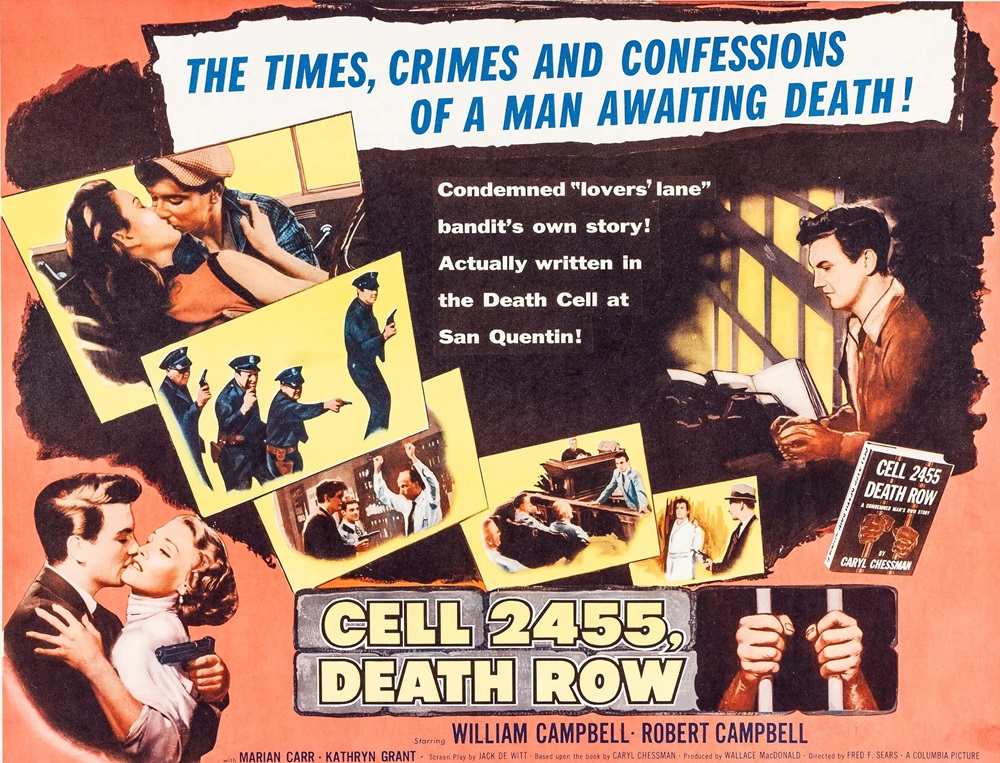 THE TIMES, CRIMES AND CONFESSIONS
OF A MAN AWAITING DEATH!
Condemned "lovers' lane"
bandit's own story!
Actually written in
the Death Cell at
San Quentin!
CELL 2455
DEATH ROW
A CONDEMNED MAN'S OWN STORY
BY
CARYL CHESSMAN
CELL 2455,
DEATH ROW
Starring WILLIAM CAMPBELL · ROBERT CAMPBELL
with MARIAN CARR · KATHRYN GRANT · Screen Play by JACK DE WITT · Based upon the book by CARYL CHESSMAN · Produced by WALLACE MacDONALD · Directed by FRED F. SEARS · A COLUMBIA PICTURE